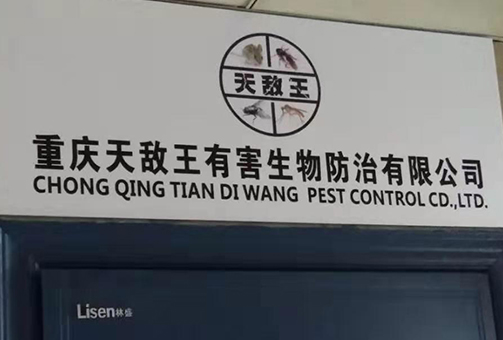 天敌王
重庆天敌王有害生物防治有限公司
CHONG QING TIAN DI WANG PEST CONTROL CD.,LTD.
Lisen林盛